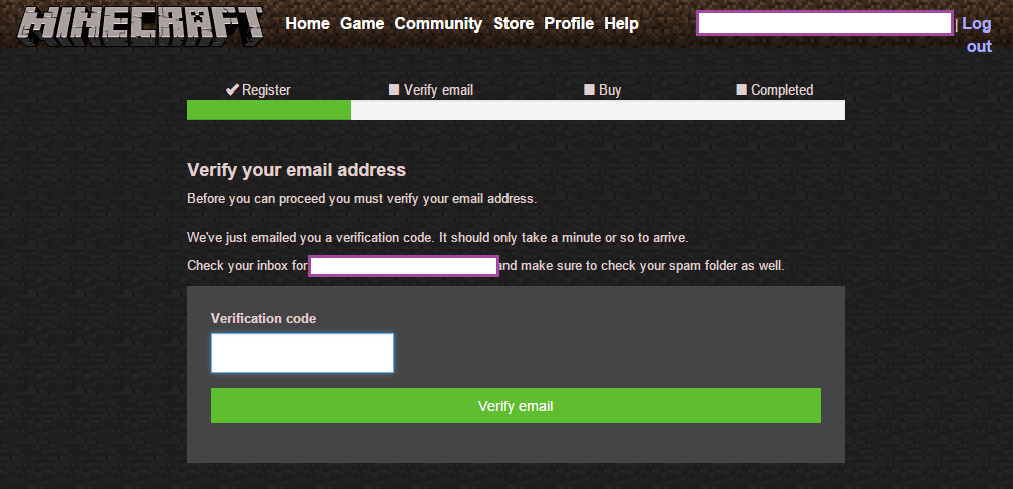 MINECRAFT
Home Game Community Store Profile Help
| Log
out
Register Verify email Buy Completed
Verify your email address
Before you can proceed you must verify your email address.
We've just emailed you a verification code. It should only take a minute or so to arrive.
Check your inbox for and make sure to check your spam folder as well.
Verification code
Verify email